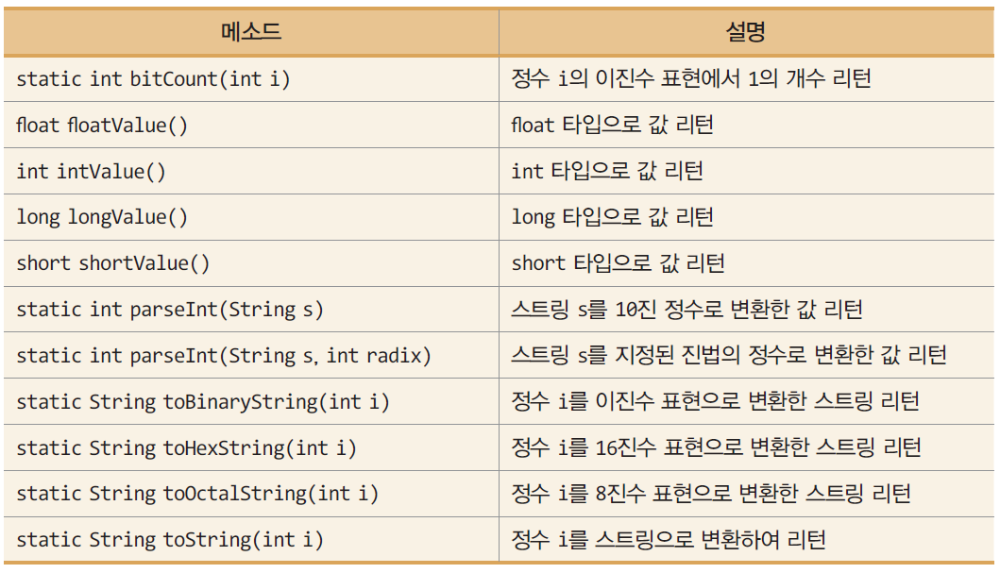 메소드 설명
static int bitCount(int i) 정수 i의 이진수 표현에서 1의 개수 리턴
float floatValue() float 타입으로 값 리턴
int intValue() int 타입으로 값 리턴
long longValue() long 타입으로 값 리턴
short shortValue() short 타입으로 값 리턴
static int parseInt(String s) 스트링 s를 10진 정수로 변환한 값 리턴
static int parseInt(String s, int radix) 스트링 s를 지정된 진법의 정수로 변환한 값 리턴
static String toBinaryString(int i) 정수 i를 이진수 표현으로 변환한 스트링 리턴
static String toHexString(int i) 정수 i를 16진수 표현으로 변환한 스트링 리턴
static String toOctalString(int i) 정수 i를 8진수 표현으로 변환한 스트링 리턴
static String toString(int i) 정수 i를 스트링으로 변환하여 리턴